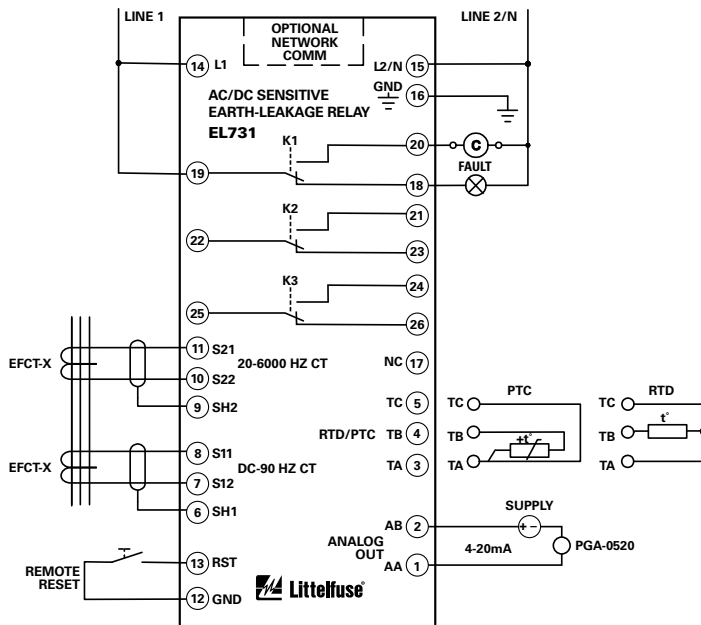 LINE 1
LINE 2/N
OPTIONAL
NETWORK
COMM
14 L1
L2/N 15
GND 16
AC/DC SENSITIVE
EARTH-LEAKAGE RELAY
EL731
K1
20
C
19
FAULT
18
K2
21
22
23
K3
24
25
26
EFCT-X
11 S21
20-6000 HZ CT
10 S22
9 SH2
NC 17
TC 5
RTD/PTC TB 4
TA 3
PTC
TC
TB
+t°
TA
RTD
TC
t°
TB
TA
EFCT-X
8 S11
DC-90 HZ CT
7 S12
6 SH1
SUPPLY
AB 2
+ −
ANALOG
OUT
4-20mA
PGA-0520
AA 1
REMOTE
RESET
13 RST
12 GND
Littelfuse®